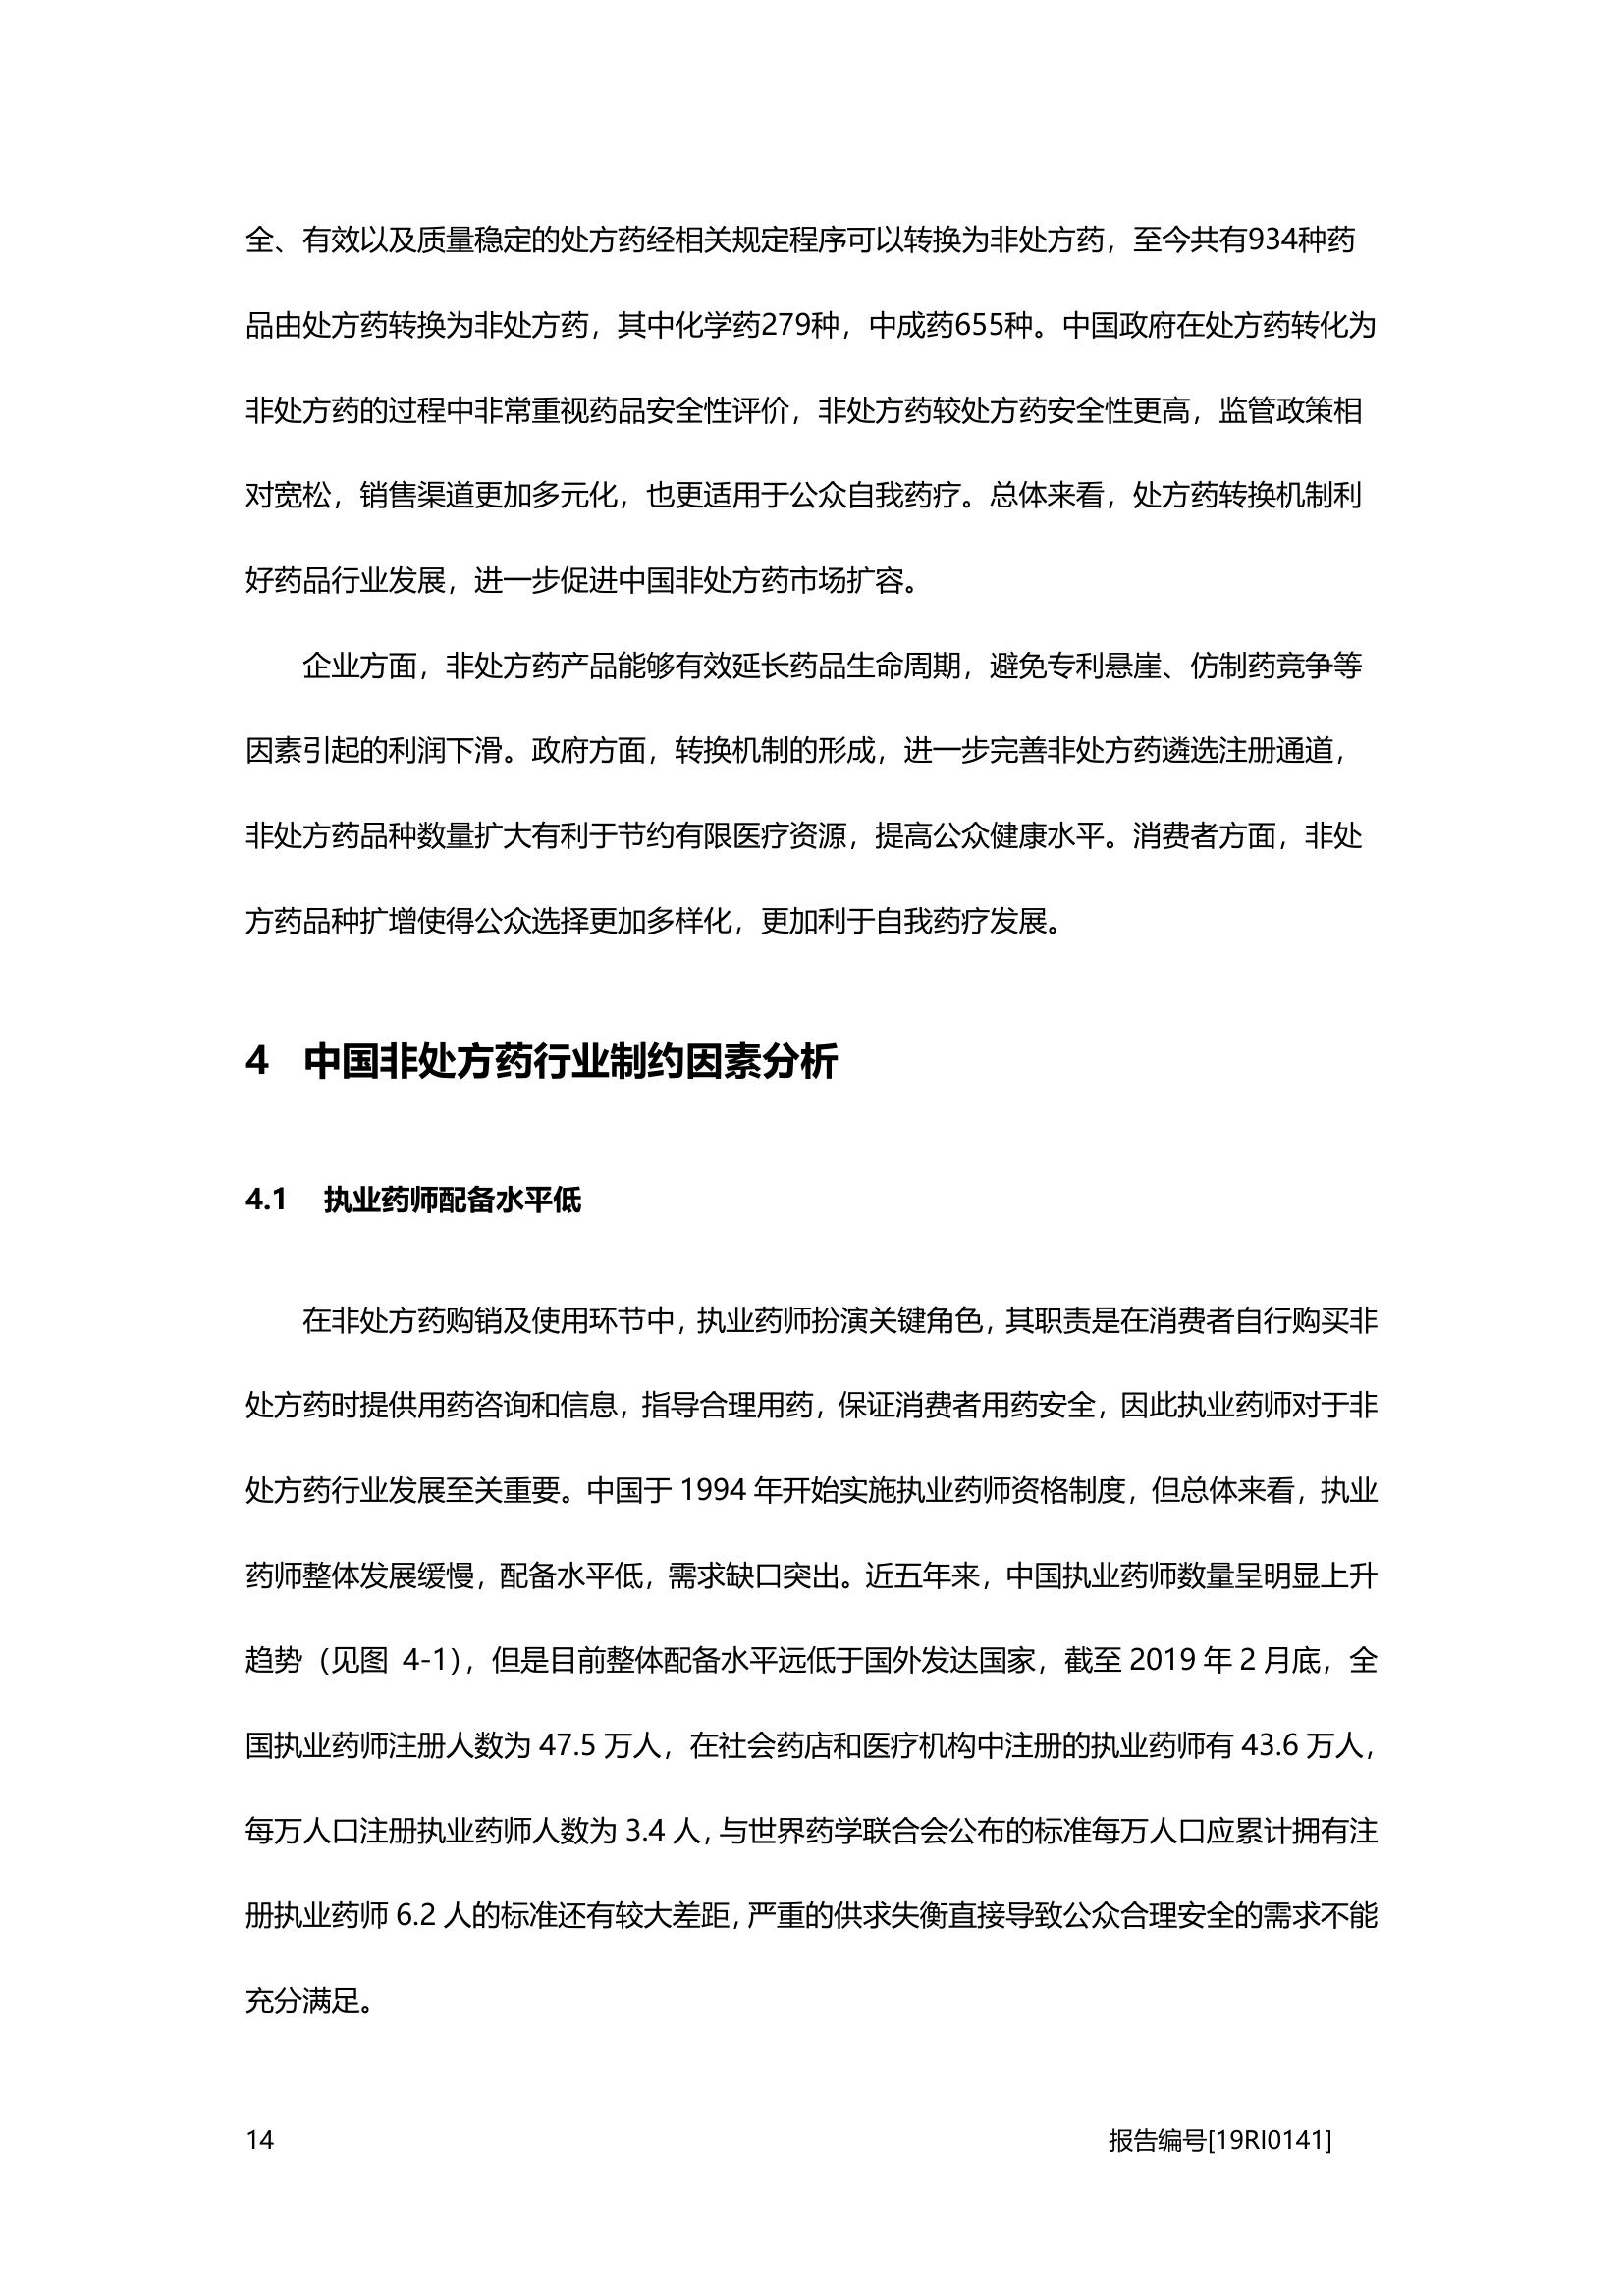 全、有效以及质量稳定的处方药经相关规定程序可以转换为非处方药，至今共有934种药
品由处方药转换为非处方药，其中化学药279种，中成药655种。中国政府在处方药转化为
非处方药的过程中非常重视药品安全性评价，非处方药较处方药安全性更高，监管政策相
对宽松，销售渠道更加多元化，也更适用于公众自我药疗。总体来看，处方药转换机制利
好药品行业发展，进一步促进中国非处方药市场扩容。
企业方面，非处方药产品能够有效延长药品生命周期，避免专利悬崖、仿制药竞争等
因素引起的利润下滑。政府方面，转换机制的形成，进一步完善非处方药遴选注册通道，
非处方药品种数量扩大有利于节约有限医疗资源，提高公众健康水平。消费者方面，非处
方药品种扩增使得公众选择更加多样化，更加利于自我药疗发展。
4 中国非处方药行业制约因素分析
4.1 执业药师配备水平低
在非处方药购销及使用环节中，执业药师扮演关键角色，其职责是在消费者自行购买非
处方药时提供用药咨询和信息，指导合理用药，保证消费者用药安全，因此执业药师对于非
处方药行业发展至关重要。中国于 1994 年开始实施执业药师资格制度，但总体来看，执业
药师整体发展缓慢，配备水平低，需求缺口突出。近五年来，中国执业药师数量呈明显上升
趋势（见图 4-1），但是目前整体配备水平远低于国外发达国家，截至 2019 年 2 月底，全
国执业药师注册人数为 47.5 万人，在社会药店和医疗机构中注册的执业药师有 43.6 万人，
每万人口注册执业药师人数为 3.4 人，与世界药学联合会公布的标准每万人口应累计拥有注
册执业药师 6.2 人的标准还有较大差距，严重的供求失衡直接导致公众合理安全的需求不能
充分满足。
14 报告编号[19RI0141]